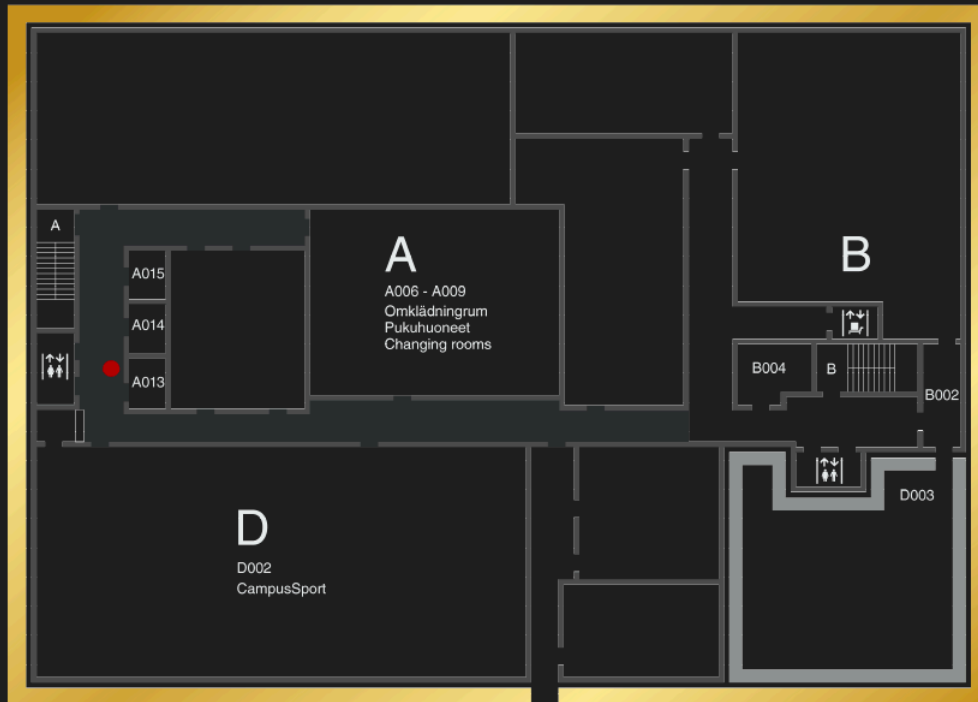 A
A015
A014
A013
A
A006 - A009
Omklädningrum
Pukuhuoneet
Changing rooms
B
B004
B
B002
D003
D
D002
CampusSport